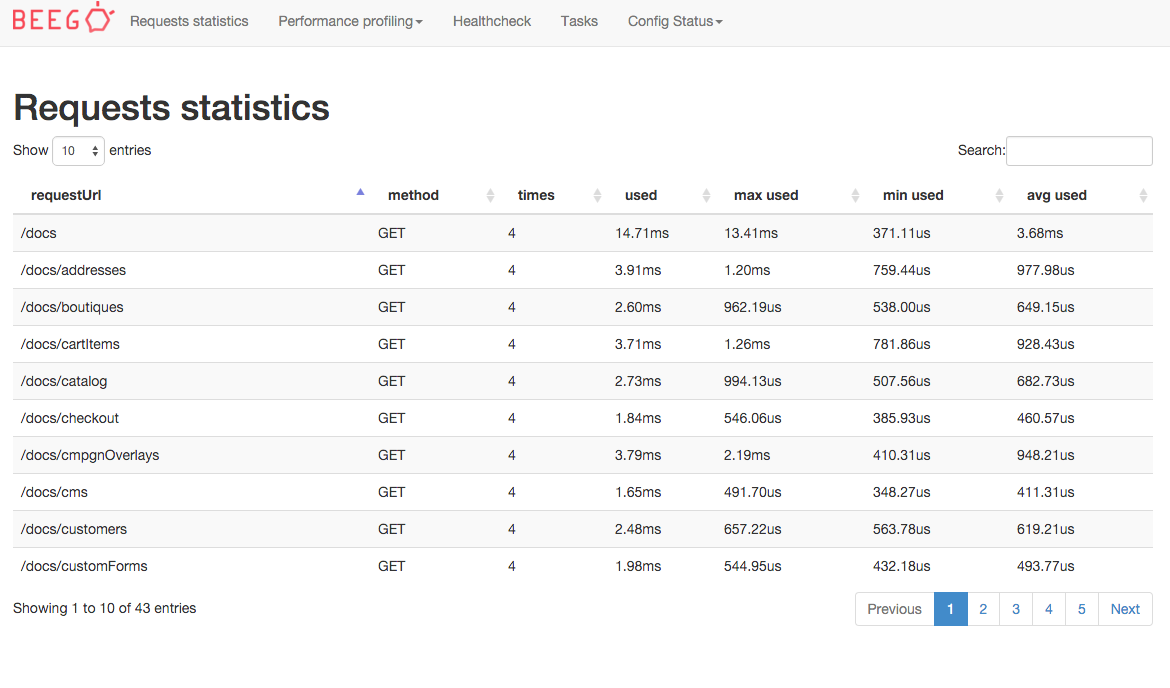 BEEGO Requests statistics Performance profiling Healthcheck Tasks Config Status
Requests statistics
Show 10 entries Search:
requestUrl method times used max used min used avg used
/docs GET 4 14.71ms 13.41ms 371.11us 3.68ms
/docs/addresses GET 4 3.91ms 1.20ms 759.44us 977.98us
/docs/boutiques GET 4 2.60ms 962.19us 538.00us 649.15us
/docs/cartItems GET 4 3.71ms 1.26ms 781.86us 928.43us
/docs/catalog GET 4 2.73ms 994.13us 507.56us 682.73us
/docs/checkout GET 4 1.84ms 546.06us 385.93us 460.57us
/docs/cmpgnOverlays GET 4 3.79ms 2.19ms 410.31us 948.21us
/docs/cms GET 4 1.65ms 491.70us 348.27us 411.31us
/docs/customers GET 4 2.48ms 657.22us 563.78us 619.21us
/docs/customForms GET 4 1.98ms 544.95us 432.18us 493.77us
Showing 1 to 10 of 43 entries Previous 1 2 3 4 5 Next